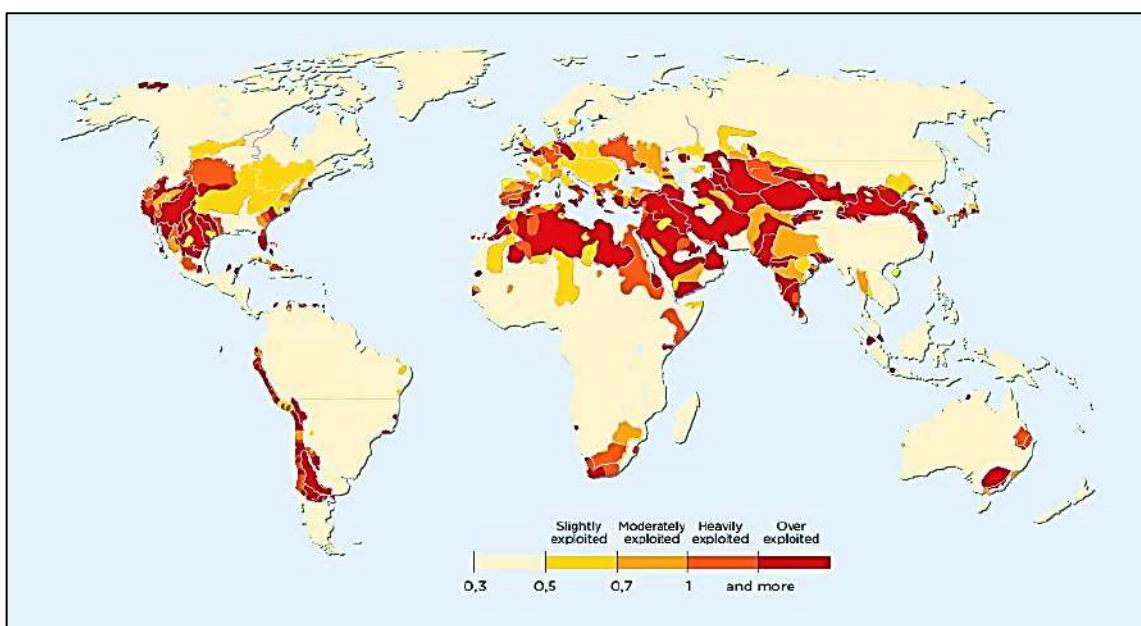 Slightly exploited
Moderately exploited
Heavily exploited
Over exploited
0,3
0,5
0,7
1
and more